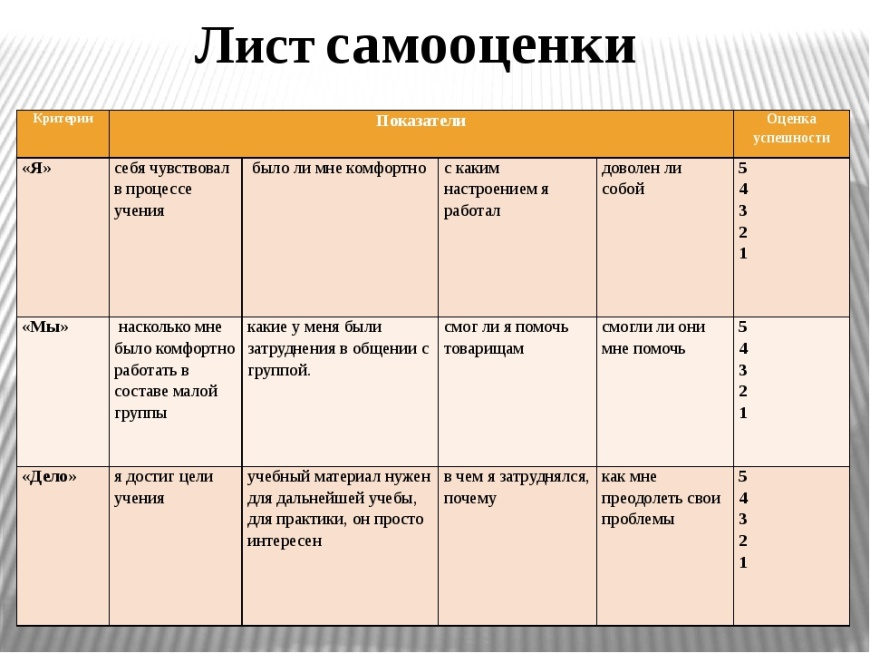 Лист самооценки
Критерии
Показатели
Оценка
успешности
«Я»
себя чувствовал
в процессе
учения
было ли мне комфортно
с каким
настроением я
работал
доволен ли
собой
5
4
3
2
1
«Мы»
насколько мне
было комфортно
работать в
составе малой
группы
какие у меня были
затруднения в общении с
группой.
смог ли я помочь
товарищам
смогли ли они
мне помочь
5
4
3
2
1
«Дело»
я достиг цели
учения
учебный материал нужен
для дальнейшей учебы,
для практики, он просто
интересен
в чем я затруднялся,
почему
как мне
преодолеть свои
проблемы
5
4
3
2
1